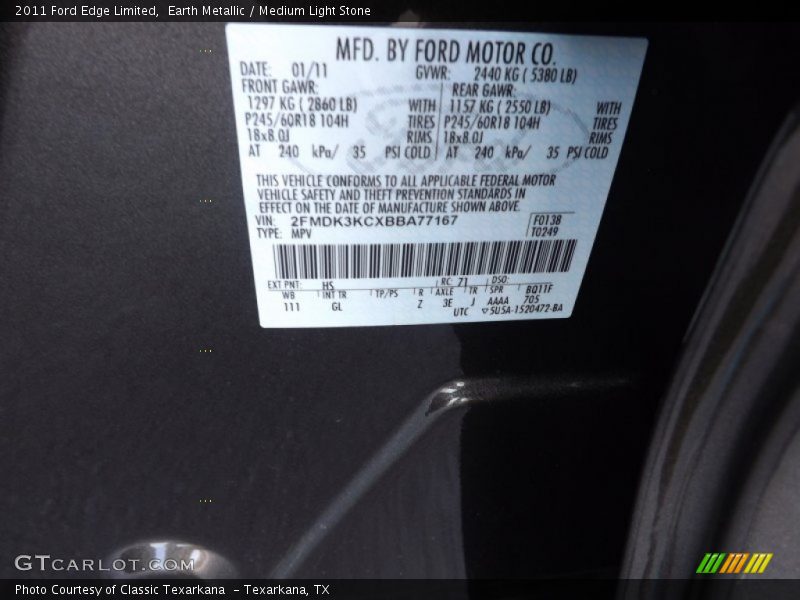 2011 Ford Edge Limited, Earth Metallic / Medium Light Stone
MFD. BY FORD MOTOR CO.
DATE: 01/11 GVWR: 2440 KG ( 5380 LB)
FRONT GAWR: REAR GAWR:
1297 KG ( 2860 LB) WITH 1157 KG ( 2550 LB) WITH
P245/60R18 104H TIRES P245/60R18 104H TIRES
18x8.0J RIMS 18x8.0J RIMS
AT 240 kPa/ 35 PSI COLD AT 240 kPa/ 35 PSI COLD
THIS VEHICLE CONFORMS TO ALL APPLICABLE FEDERAL MOTOR
VEHICLE SAFETY AND THEFT PREVENTION STANDARDS IN
EFFECT ON THE DATE OF MANUFACTURE SHOWN ABOVE.
VIN: 2FMDK3KCXBBA77167 F0138
TYPE: MPV T0249
EXT PNT: HS RC: 71 DSO:
WB INT TR TP/PS R AXLE TR SPR BQ11F
111 GL Z 3E J AAAA 705
UTC ▽5U5A-1520472-BA
GTCARLOT.COM
Photo Courtesy of Classic Texarkana - Texarkana, TX